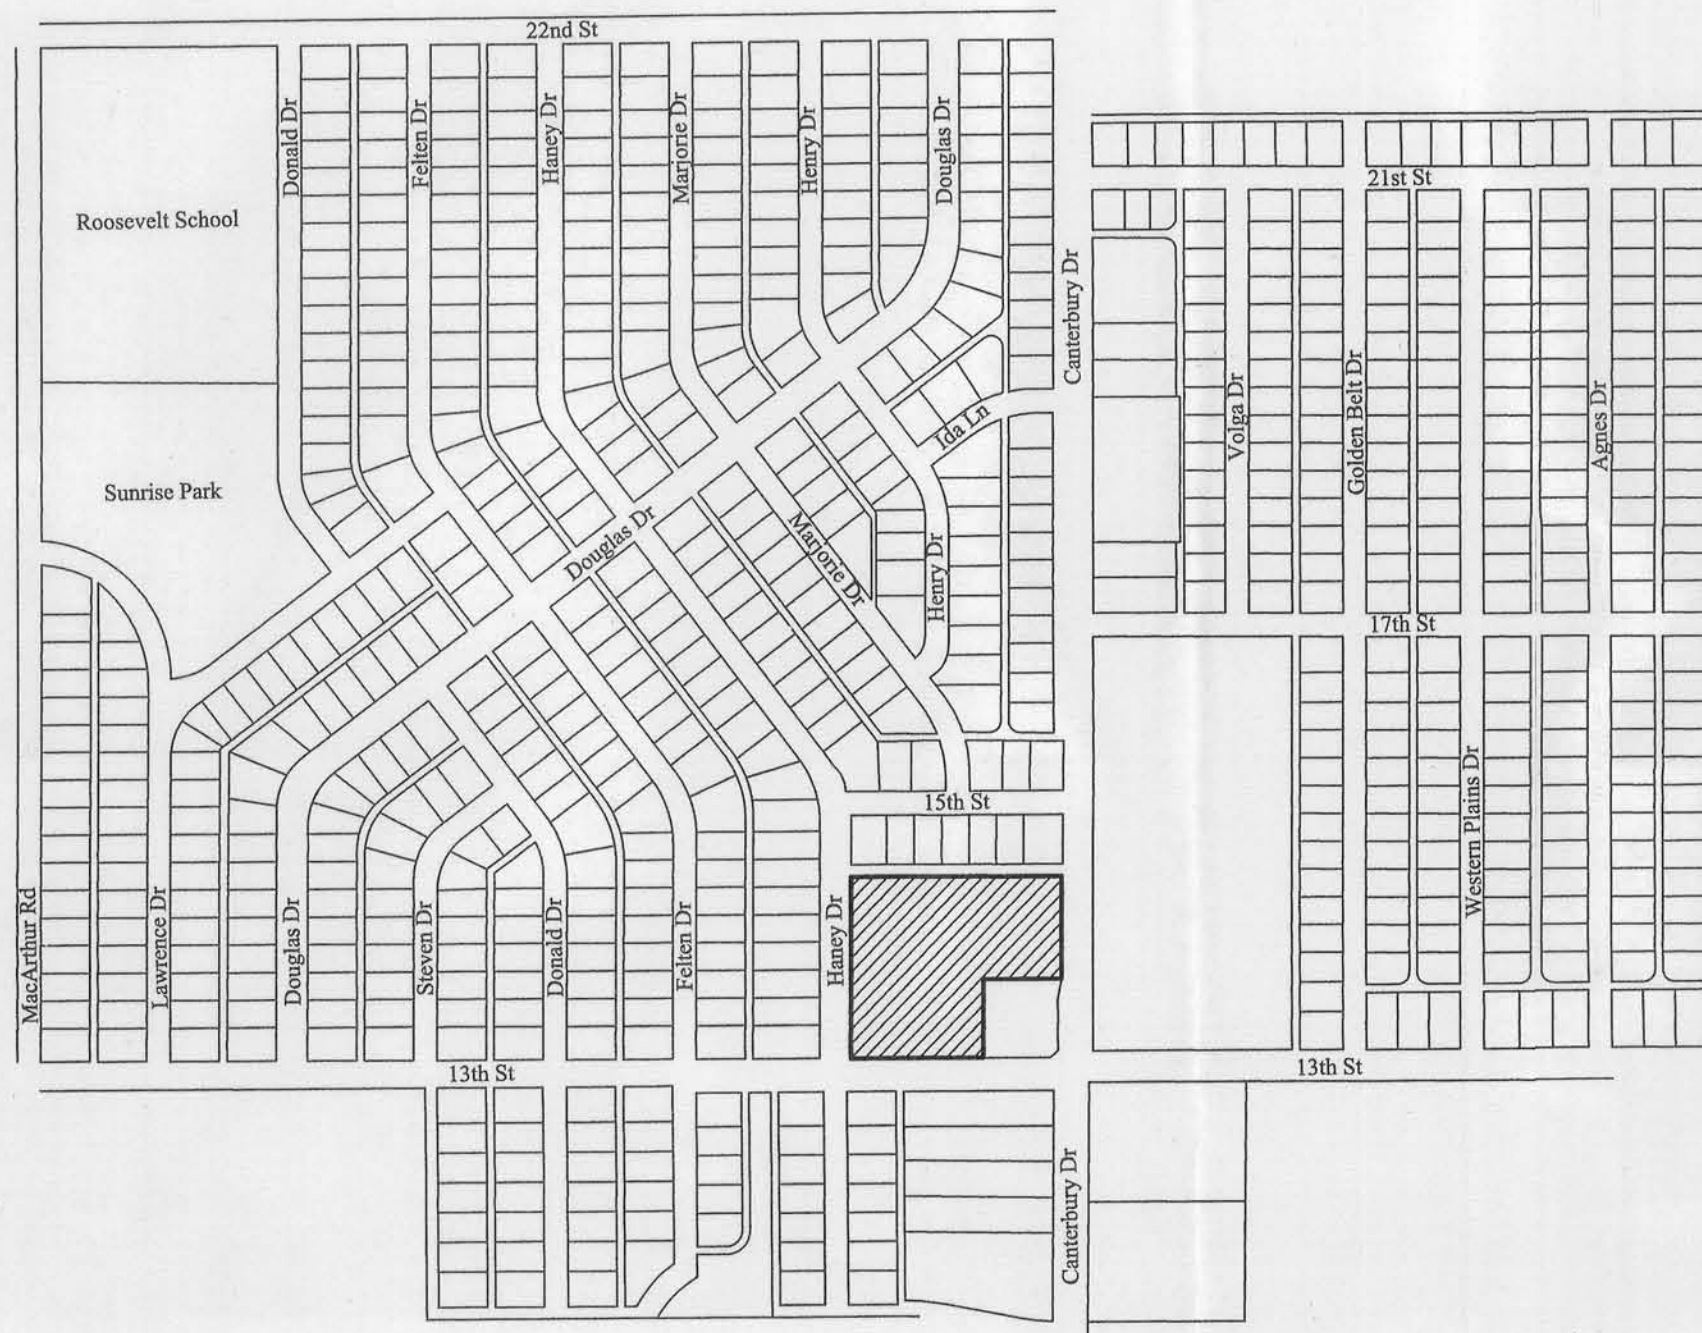 22nd St
Donald Dr
Felten Dr
Haney Dr
Marjorie Dr
Henry Dr
Douglas Dr
21st St
Roosevelt School
Canterbury Dr
Volga Dr
Golden Belt Dr
Agnes Dr
Ida Ln
Sunrise Park
Douglas Dr
Marjorie Dr
Henry Dr
17th St
Western Plains Dr
15th St
MacArthur Rd
Lawrence Dr
Douglas Dr
Steven Dr
Donald Dr
Felten Dr
Haney Dr
13th St
13th St
Canterbury Dr